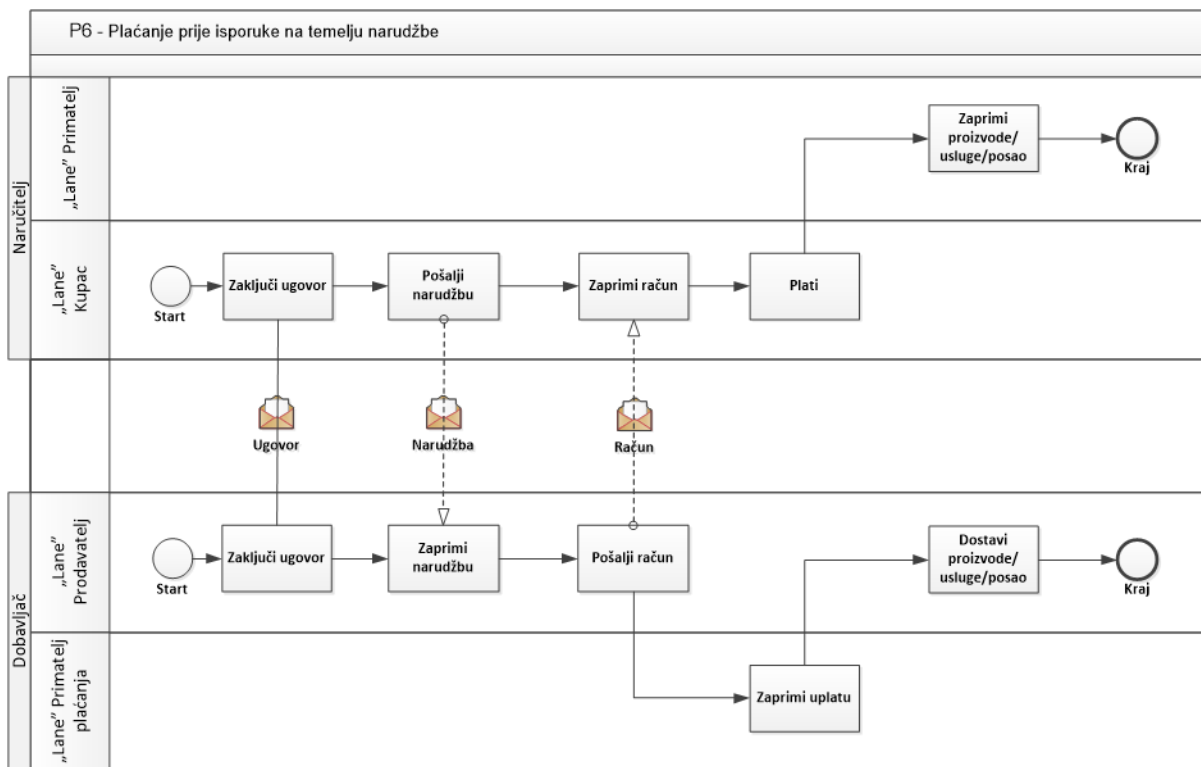 P6 - Plaćanje prije isporuke na temelju narudžbe
Naručitelj
„Lane” Primatelj
Zaprimi
proizvode/
usluge/posao
Kraj
„Lane”
Kupac
Start
Zaključi ugovor
Pošalji
narudžbu
Zaprimi račun
Plati
Ugovor
Narudžba
Račun
Dobavljač
„Lane”
Prodavatelj
Start
Zaključi ugovor
Zaprimi
narudžbu
Pošalji račun
Dostavi
proizvode/
usluge/posao
Kraj
„Lane” Primatelj
plaćanja
Zaprimi uplatu